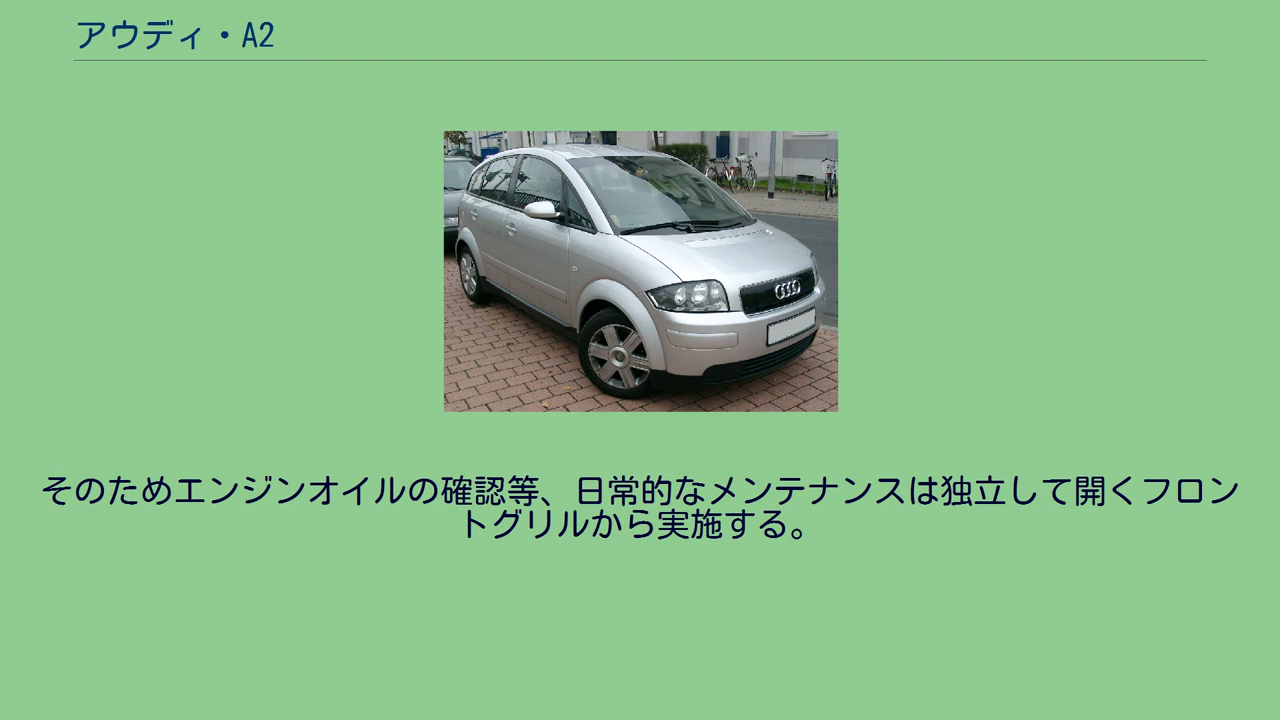 アウディ・A2
そのためエンジンオイルの確認等、日常的なメンテナンスは独立して開くフロン
トグリルから実施する。